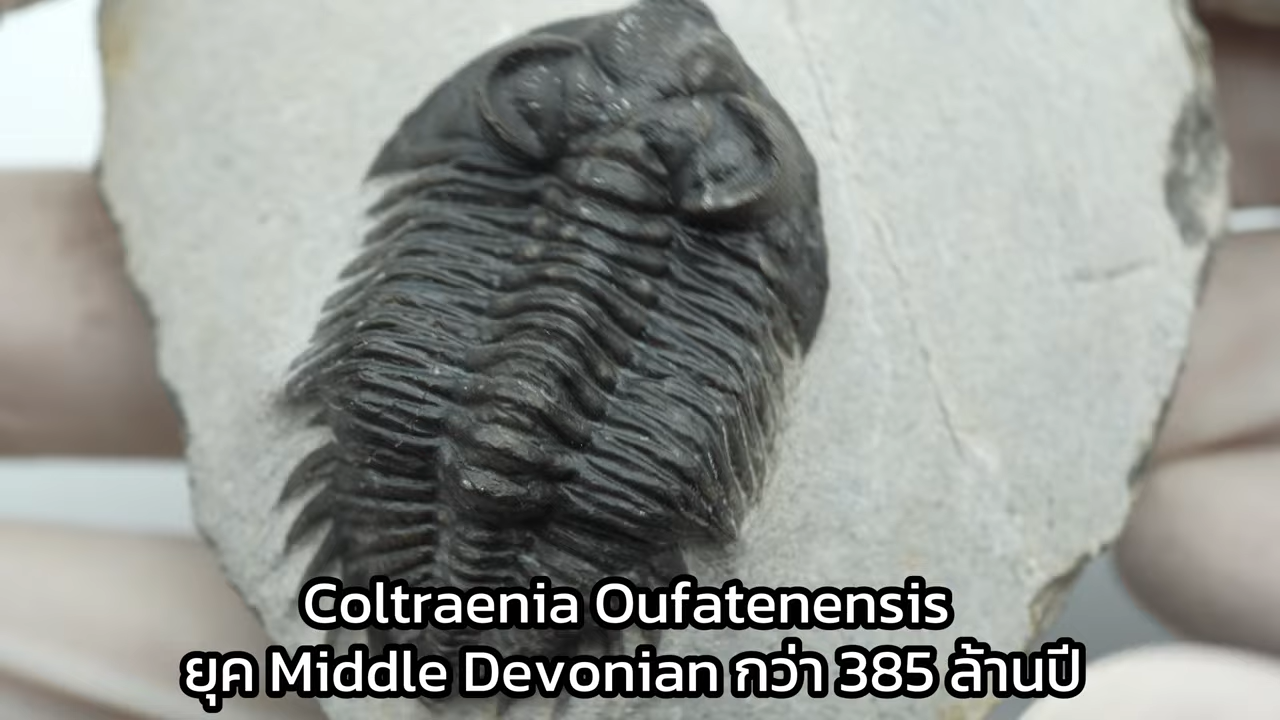 Coltraenia Oufatenensis
ยุค Middle Devonian กว่า 385 ล้านปี